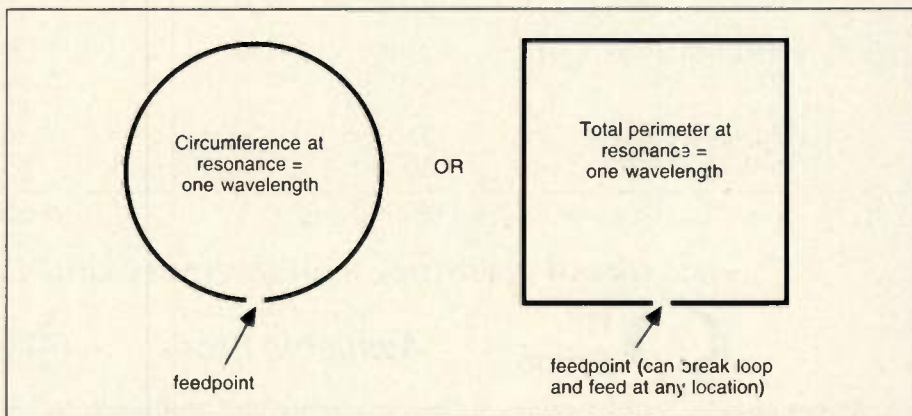 Circumference at
resonance =
one wavelength
OR
Total perimeter at
resonance =
one wavelength
feedpoint
feedpoint (can break loop
and feed at any location)